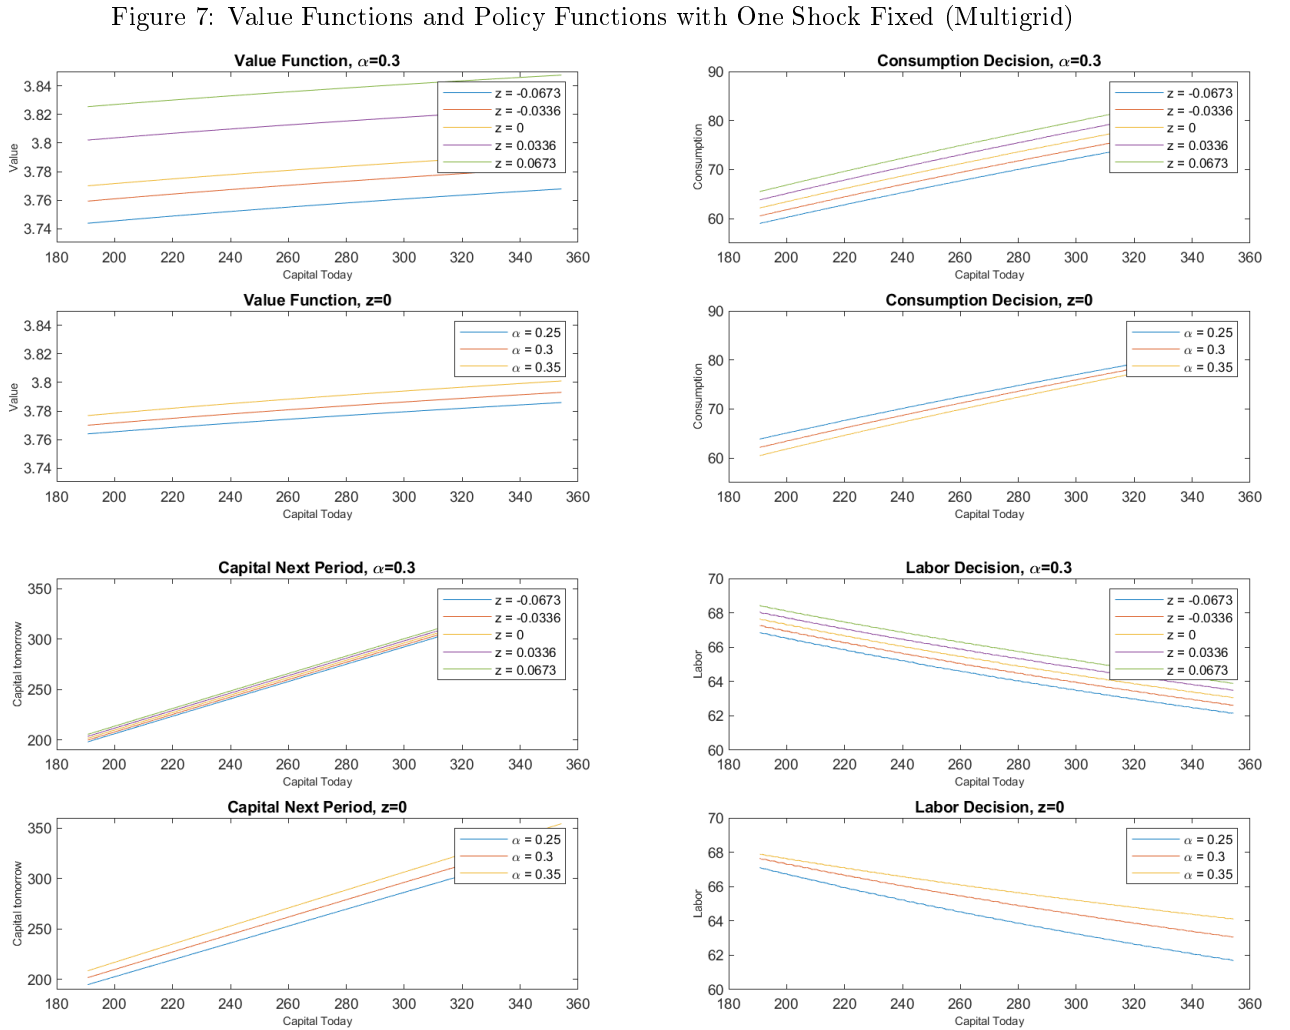 Figure 7: Value Functions and Policy Functions with One Shock Fixed (Multigrid)
Value Function, α=0.3
3.84
3.82
3.8
3.78
3.76
3.74
Value
z = -0.0673
z = -0.0336
z = 0
z = 0.0336
z = 0.0673
180 200 220 240 260 280 300 320 340 360
Capital Today
Consumption Decision, α=0.3
90
80
70
60
Consumption
z = -0.0673
z = -0.0336
z = 0
z = 0.0336
z = 0.0673
180 200 220 240 260 280 300 320 340 360
Capital Today
Value Function, z=0
3.84
3.82
3.8
3.78
3.76
3.74
Value
α = 0.25
α = 0.3
α = 0.35
180 200 220 240 260 280 300 320 340 360
Capital Today
Consumption Decision, z=0
90
80
70
60
Consumption
α = 0.25
α = 0.3
α = 0.35
180 200 220 240 260 280 300 320 340 360
Capital Today
Capital Next Period, α=0.3
350
300
250
200
Capital tomorrow
z = -0.0673
z = -0.0336
z = 0
z = 0.0336
z = 0.0673
180 200 220 240 260 280 300 320 340 360
Capital Today
Labor Decision, α=0.3
70
68
66
64
62
60
Labor
z = -0.0673
z = -0.0336
z = 0
z = 0.0336
z = 0.0673
180 200 220 240 260 280 300 320 340 360
Capital Today
Capital Next Period, z=0
350
300
250
200
Capital tomorrow
α = 0.25
α = 0.3
α = 0.35
180 200 220 240 260 280 300 320 340 360
Capital Today
Labor Decision, z=0
70
68
66
64
62
60
Labor
α = 0.25
α = 0.3
α = 0.35
180 200 220 240 260 280 300 320 340 360
Capital Today